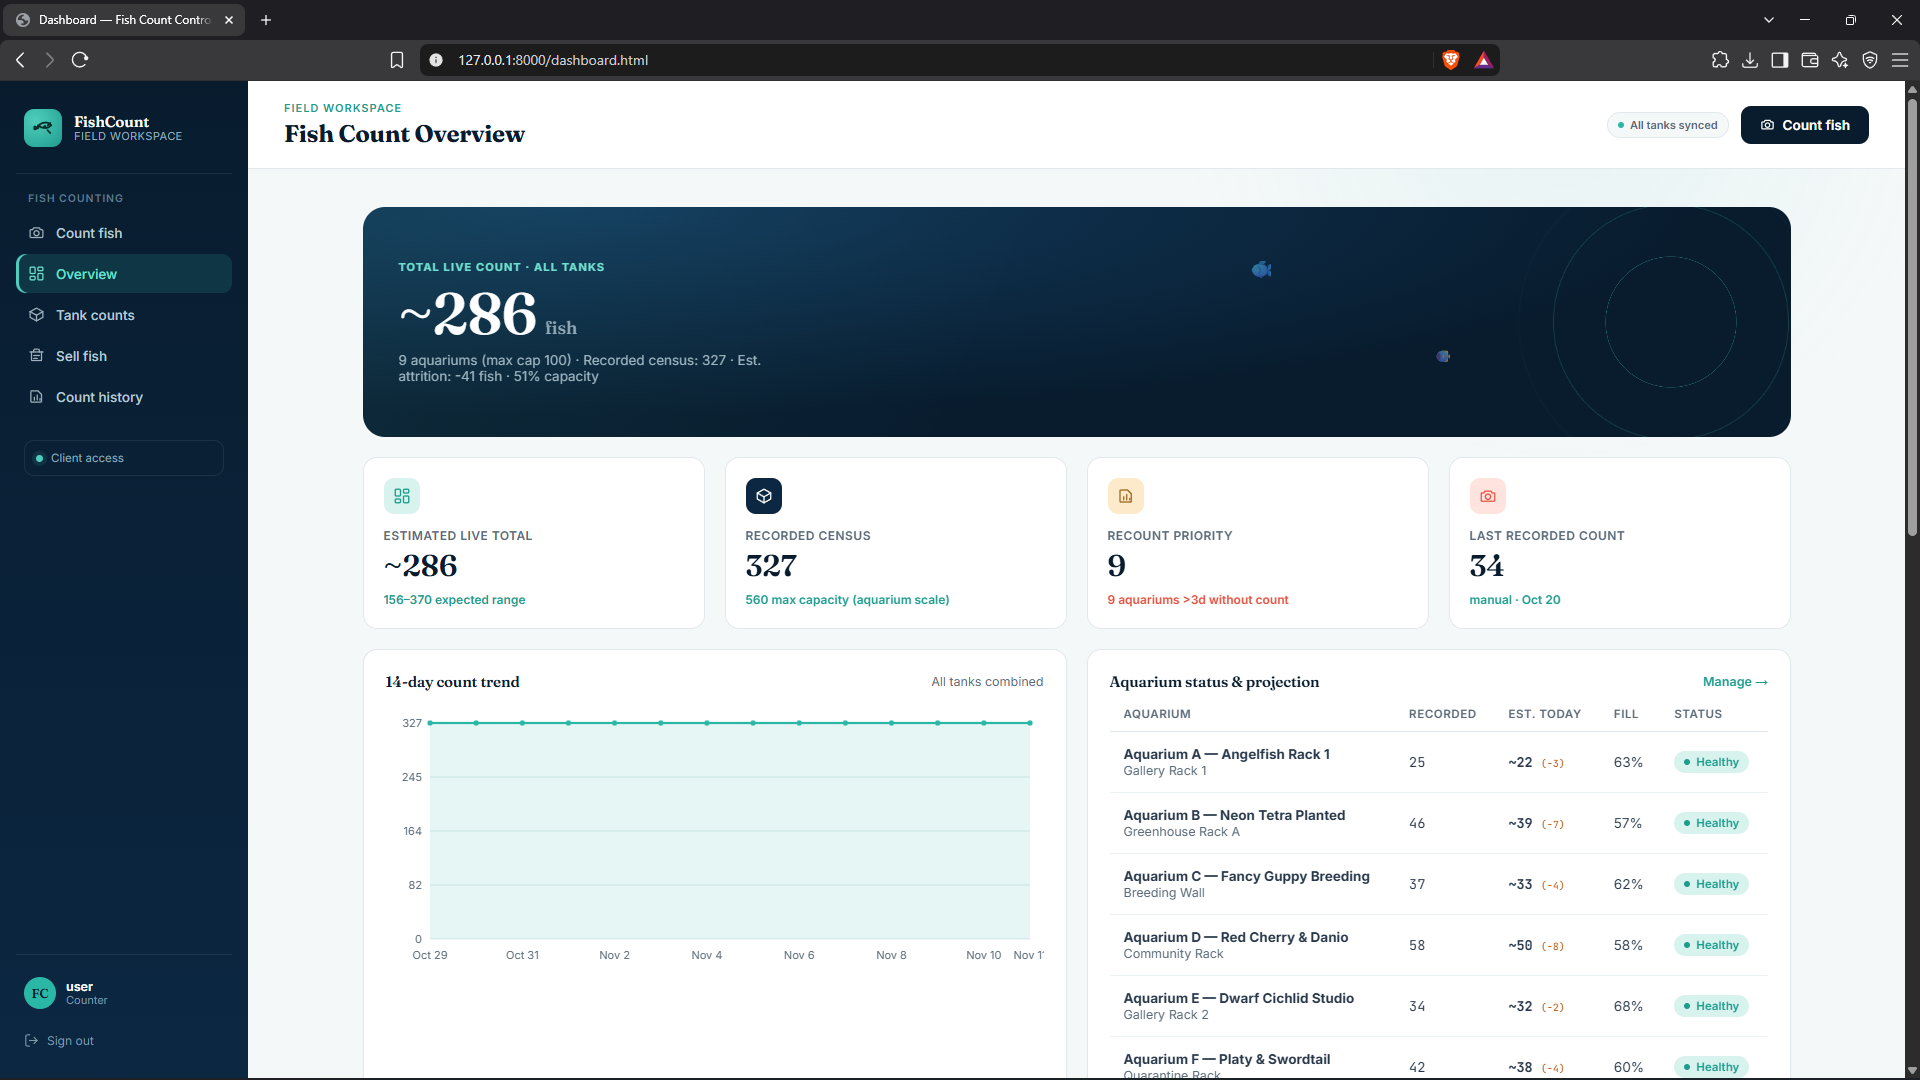 Dashboard — Fish Count Contro
127.0.0.1:8000/dashboard.html
FishCount
FIELD WORKSPACE
FISH COUNTING
Count fish
Overview
Tank counts
Sell fish
Count history
Client access
FC
user
Counter
Sign out
FIELD WORKSPACE
Fish Count Overview
All tanks synced
Count fish
TOTAL LIVE COUNT · ALL TANKS
~286 fish
9 aquariums (max cap 100) · Recorded census: 327 · Est.
attrition: -41 fish · 51% capacity
ESTIMATED LIVE TOTAL
~286
156–370 expected range
RECORDED CENSUS
327
560 max capacity (aquarium scale)
RECOUNT PRIORITY
9
9 aquariums >3d without count
LAST RECORDED COUNT
34
manual · Oct 20
14-day count trend
All tanks combined
327
245
164
82
0
Oct 29 Oct 31 Nov 2 Nov 4 Nov 6 Nov 8 Nov 10 Nov 1
Aquarium status & projection
Manage →
AQUARIUM RECORDED EST. TODAY FILL STATUS
Aquarium A — Angelfish Rack 1
Gallery Rack 1
25 ~22 (-3) 63% Healthy
Aquarium B — Neon Tetra Planted
Greenhouse Rack A
46 ~39 (-7) 57% Healthy
Aquarium C — Fancy Guppy Breeding
Breeding Wall
37 ~33 (-4) 62% Healthy
Aquarium D — Red Cherry & Danio
Community Rack
58 ~50 (-8) 58% Healthy
Aquarium E — Dwarf Cichlid Studio
Gallery Rack 2
34 ~32 (-2) 68% Healthy
Aquarium F — Platy & Swordtail
Quarantine Rack
42 ~38 (-4) 60% Healthy